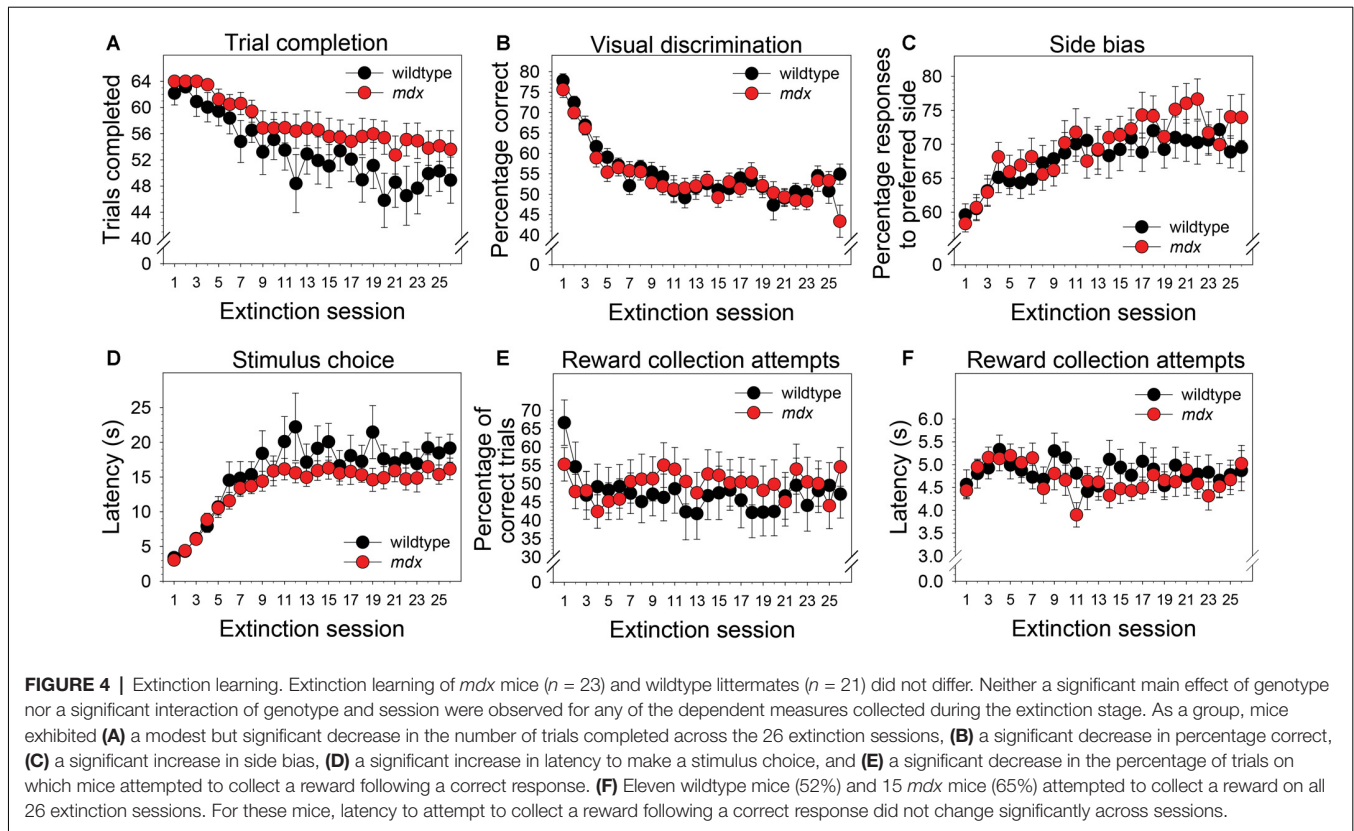 A Trial completion
wildtype
mdx
Trials completed
64
60
56
52
48
44
40
0
1 3 5 7 9 11 13 15 17 19 21 23 25
Extinction session
B Visual discrimination
wildtype
mdx
Percentage correct
80
75
70
65
60
55
50
45
40
0
1 3 5 7 9 11 13 15 17 19 21 23 25
Extinction session
C Side bias
Percentage responses
to preferred side
80
75
70
65
60
0
wildtype
mdx
1 3 5 7 9 11 13 15 17 19 21 23 25
Extinction session
D Stimulus choice
Latency (s)
25
20
15
10
5
0
wildtype
mdx
1 3 5 7 9 11 13 15 17 19 21 23 25
Extinction session
E Reward collection attempts
wildtype
mdx
Percentage of
correct trials
70
65
60
55
50
45
40
35
30
0
1 3 5 7 9 11 13 15 17 19 21 23 25
Extinction session
F Reward collection attempts
wildtype
mdx
Latency (s)
6.0
5.5
5.0
4.5
4.0
3.5
3.0
0.0
1 3 5 7 9 11 13 15 17 19 21 23 25
Extinction session
FIGURE 4 | Extinction learning. Extinction learning of mdx mice (n = 23) and wildtype littermates (n = 21) did not differ. Neither a significant main effect of genotype
nor a significant interaction of genotype and session were observed for any of the dependent measures collected during the extinction stage. As a group, mice
exhibited (A) a modest but significant decrease in the number of trials completed across the 26 extinction sessions, (B) a significant decrease in percentage correct,
(C) a significant increase in side bias, (D) a significant increase in latency to make a stimulus choice, and (E) a significant decrease in the percentage of trials on
which mice attempted to collect a reward following a correct response. (F) Eleven wildtype mice (52%) and 15 mdx mice (65%) attempted to collect a reward on all
26 extinction sessions. For these mice, latency to attempt to collect a reward following a correct response did not change significantly across sessions.